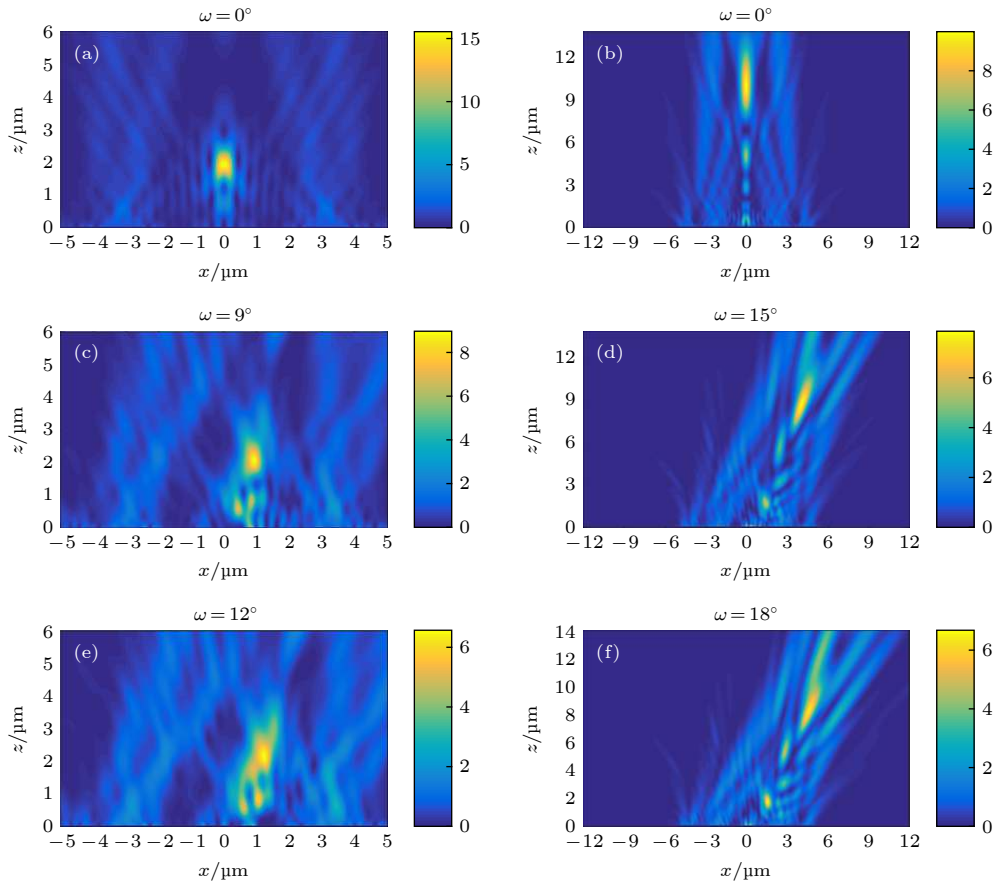 ω = 0°
(a)
z/µm
6
5
4
3
2
1
0
−5 −4 −3 −2 −1 0 1 2 3 4 5
x/µm
15
10
5
0
ω = 0°
(b)
z/µm
12
9
6
3
0
−12 −9 −6 −3 0 3 6 9 12
x/µm
8
6
4
2
0
ω = 9°
(c)
z/µm
6
5
4
3
2
1
0
−5 −4 −3 −2 −1 0 1 2 3 4 5
x/µm
8
6
4
2
0
ω = 15°
(d)
z/µm
12
9
6
3
0
−12 −9 −6 −3 0 3 6 9 12
x/µm
6
4
2
0
ω = 12°
(e)
z/µm
6
5
4
3
2
1
0
−5 −4 −3 −2 −1 0 1 2 3 4 5
x/µm
6
4
2
0
ω = 18°
(f)
z/µm
14
12
10
8
6
4
2
0
−12 −9 −6 −3 0 3 6 9 12
x/µm
6
4
2
0